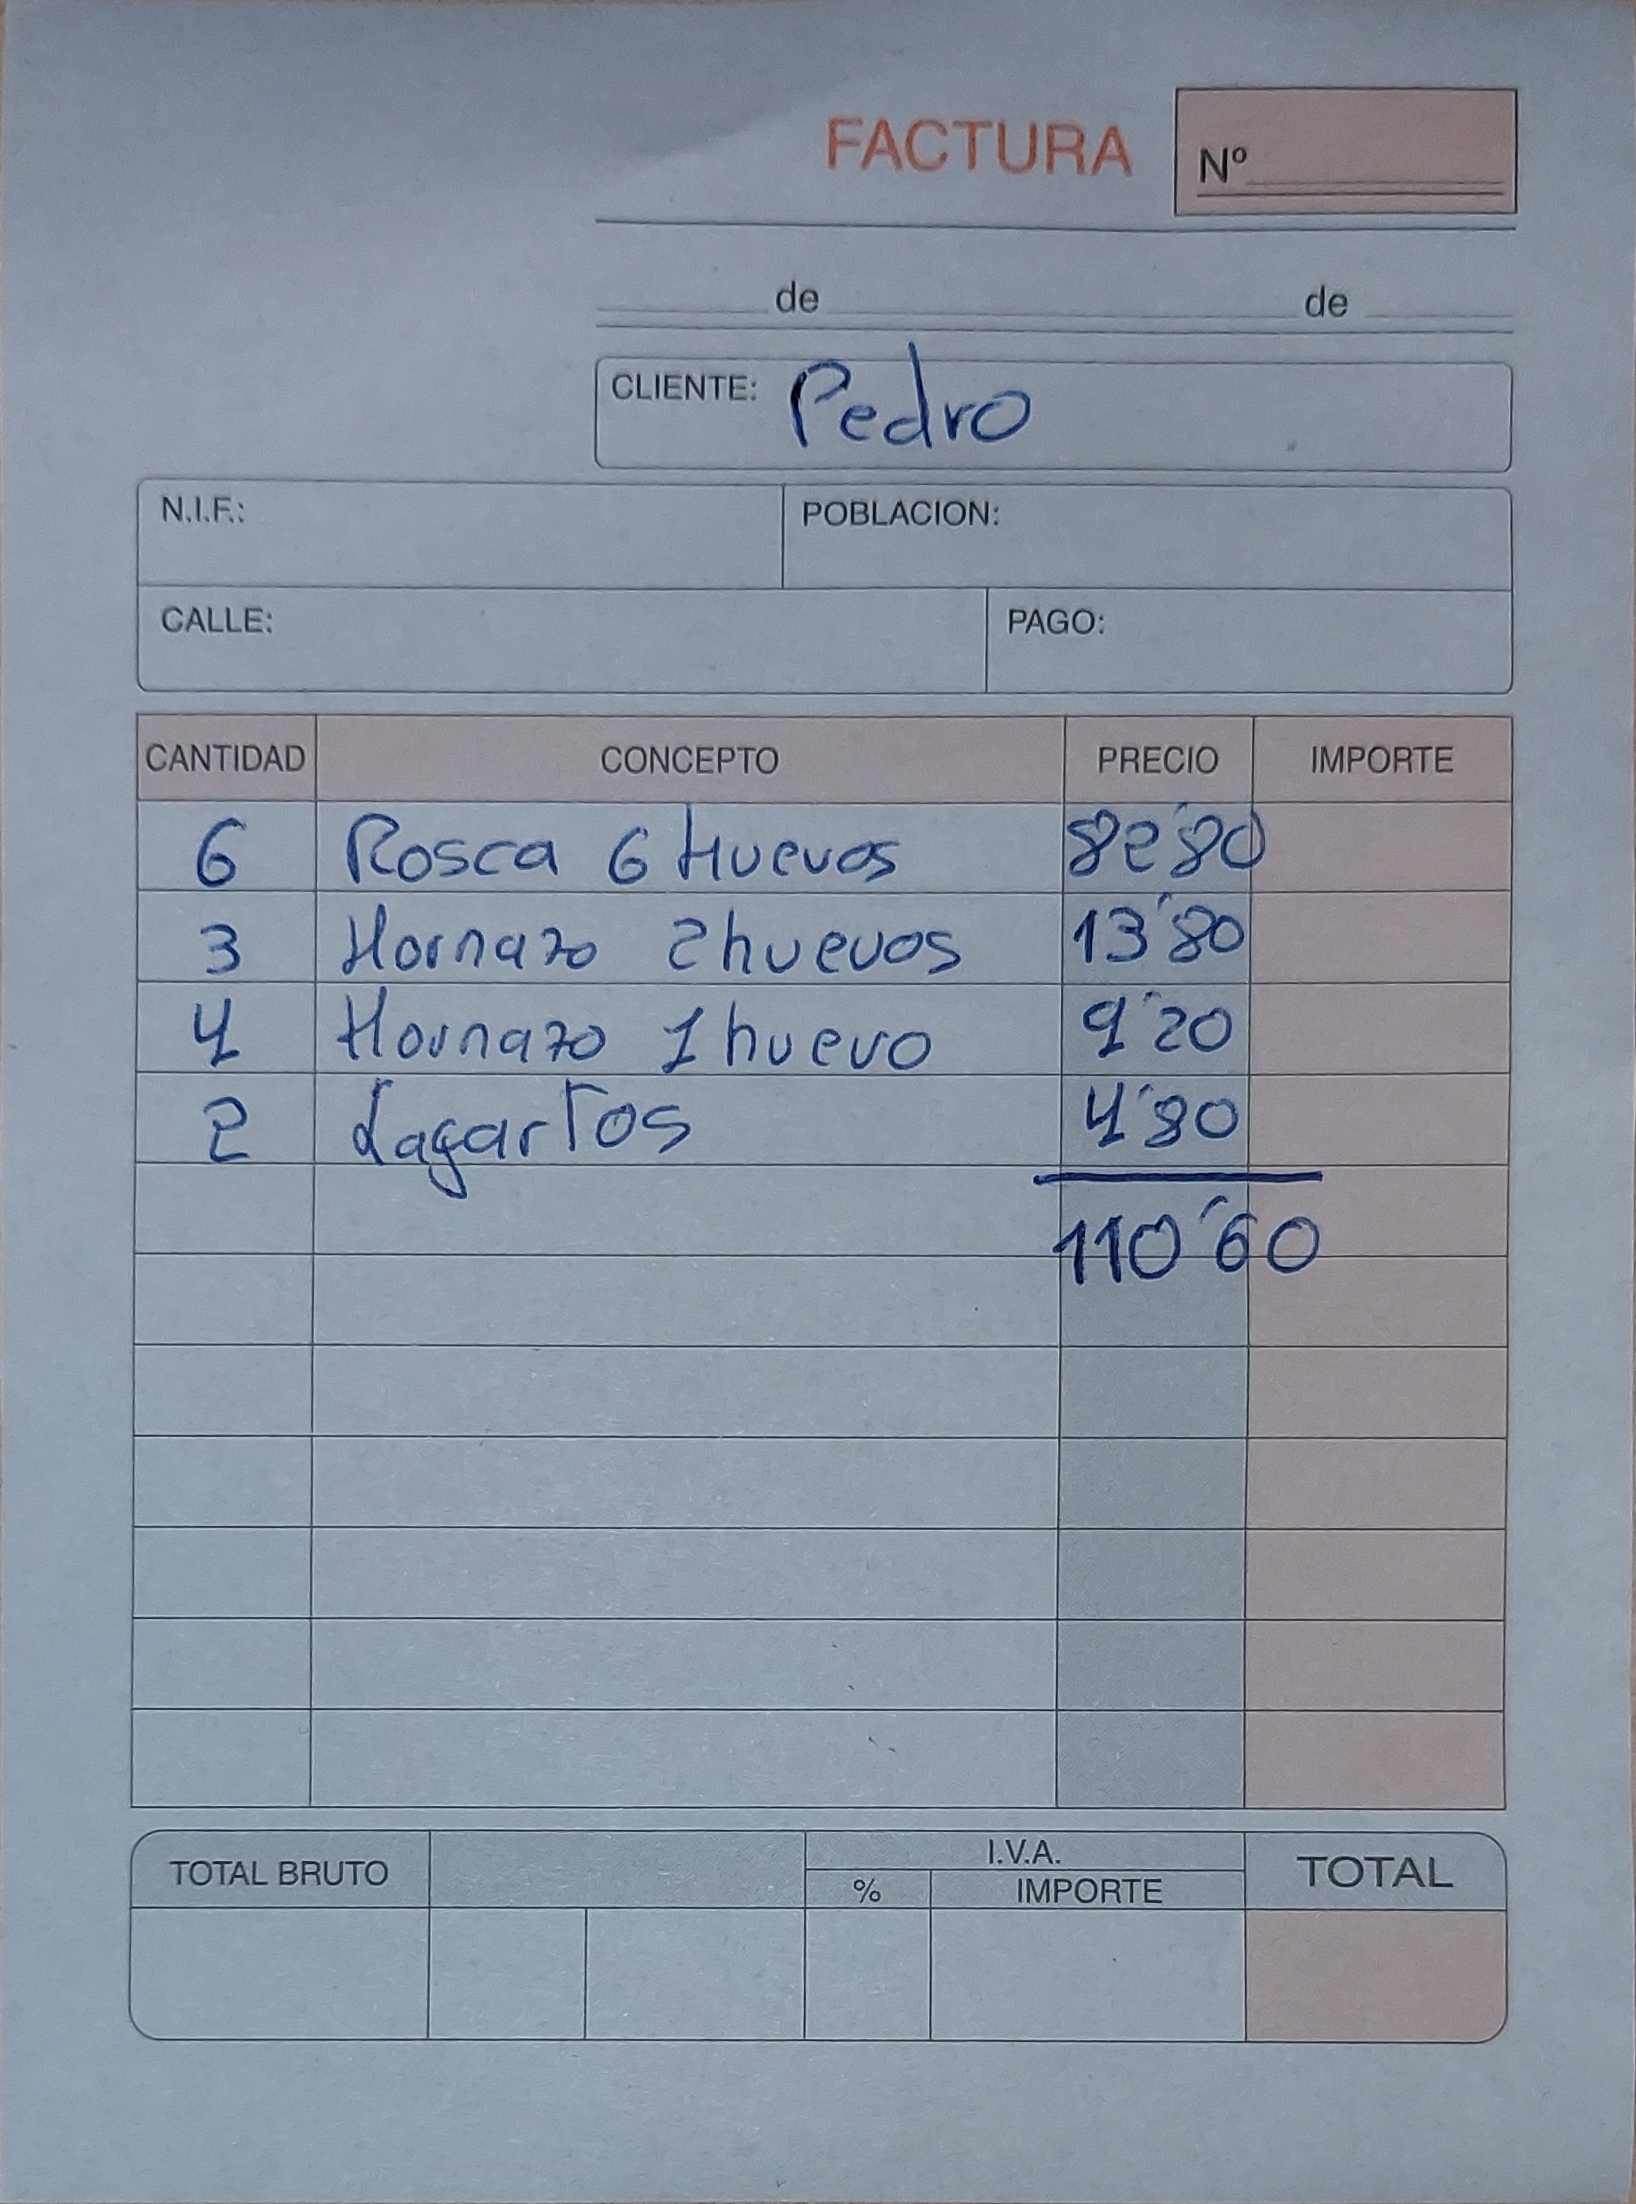 FACTURA Nº
de de
CLIENTE: Pedro
N.I.F.: POBLACION:
CALLE: PAGO:
CANTIDAD CONCEPTO PRECIO IMPORTE
6 Rosca 6 Huevos 82´80
3 Hornazo 2 huevos 13´80
4 Hornazo 1 huevo 9´20
2 Lagartos 4´80
110´60
TOTAL BRUTO I.V.A. TOTAL
% IMPORTE